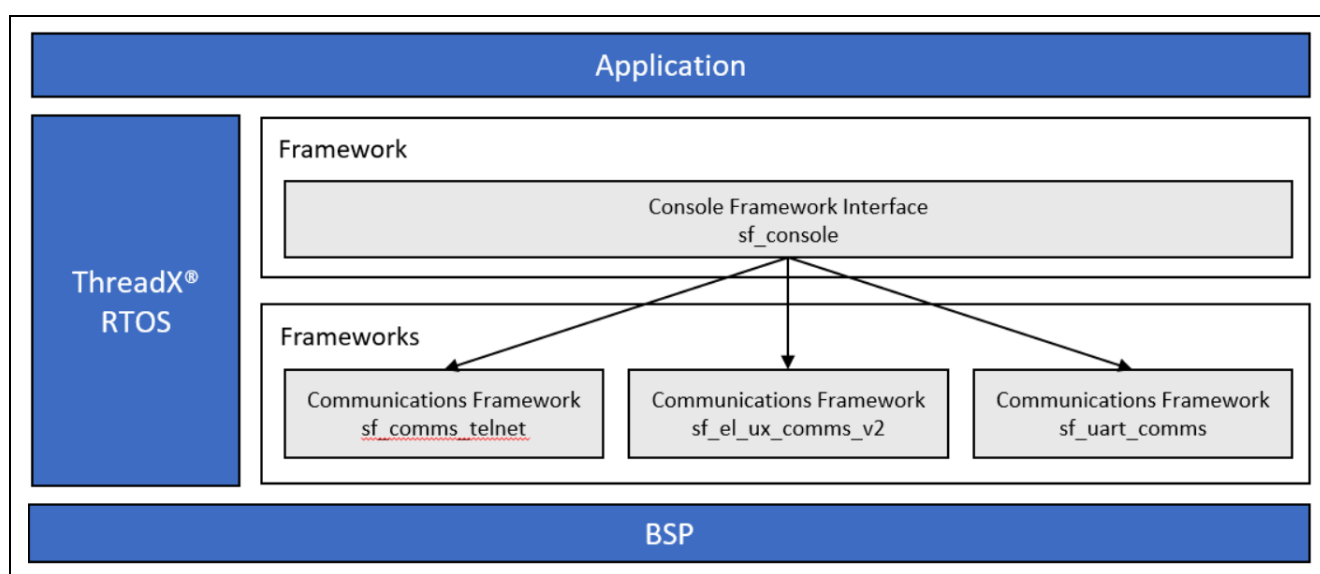 Application
ThreadX®
RTOS
Framework
Console Framework Interface
sf_console
Frameworks
Communications Framework
sf_comms_telnet
Communications Framework
sf_el_ux_comms_v2
Communications Framework
sf_uart_comms
BSP